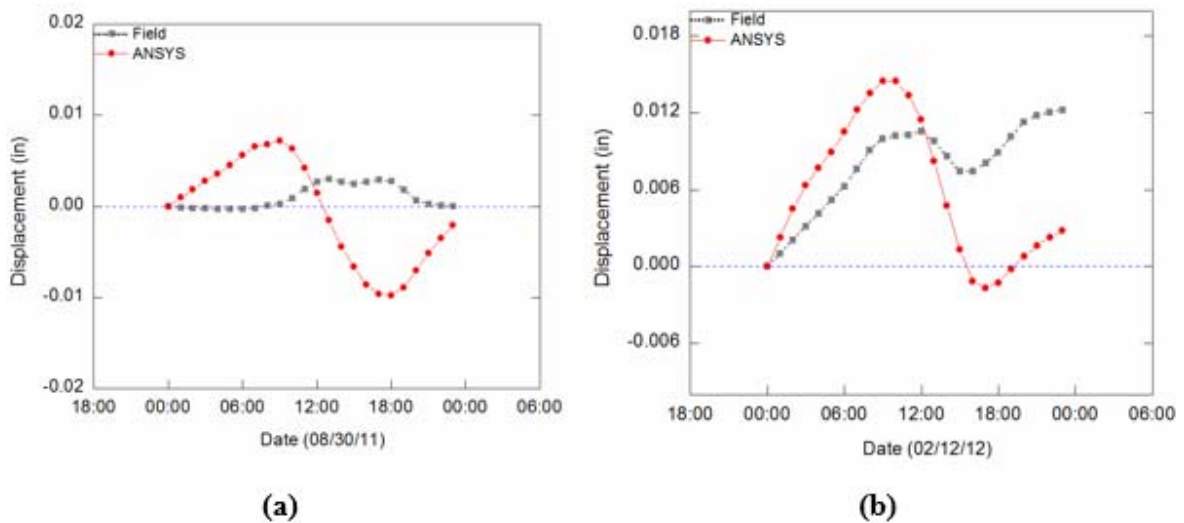 0.02
Field
ANSYS
0.01
0.00
-0.01
-0.02
Displacement (in)
18:00 00:00 06:00 12:00 18:00 00:00 06:00
Date (08/30/11)
(a)
0.018
Field
ANSYS
0.012
0.006
0.000
-0.006
Displacement (in)
18:00 00:00 06:00 12:00 18:00 00:00 06:00
Date (02/12/12)
(b)